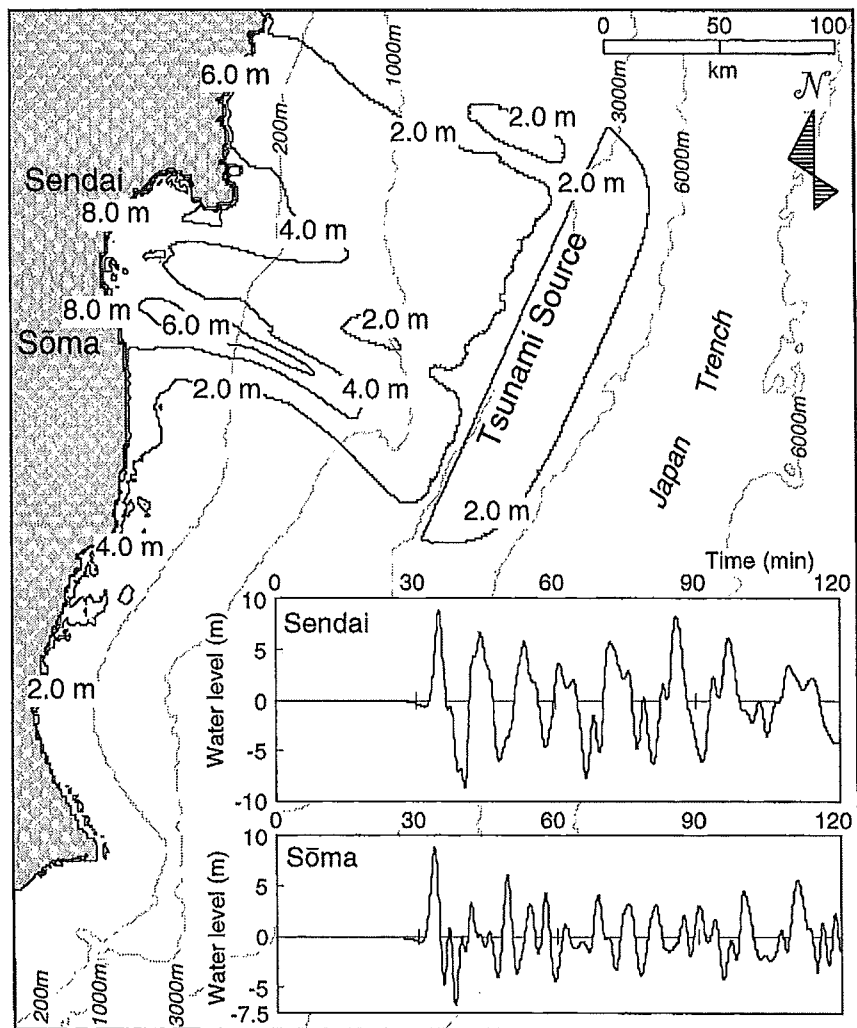 0 50 100
km
N
6.0 m
200m
1000m
3000m
6000m
2.0 m
2.0 m
2.0 m
Sendai
8.0 m
4.0 m
8.0 m
6.0 m
2.0 m
Sōma
2.0 m
4.0 m
Tsunami Source
Japan Trench
6000m
2.0 m
4.0 m
2.0 m
Time (min)
0 30 60 90 120
Sendai
Water level (m)
10
5
0
-5
-10
0 30 60 90 120
Sōma
Water level (m)
10
5
0
-5
-7.5
200m
1000m
3000m